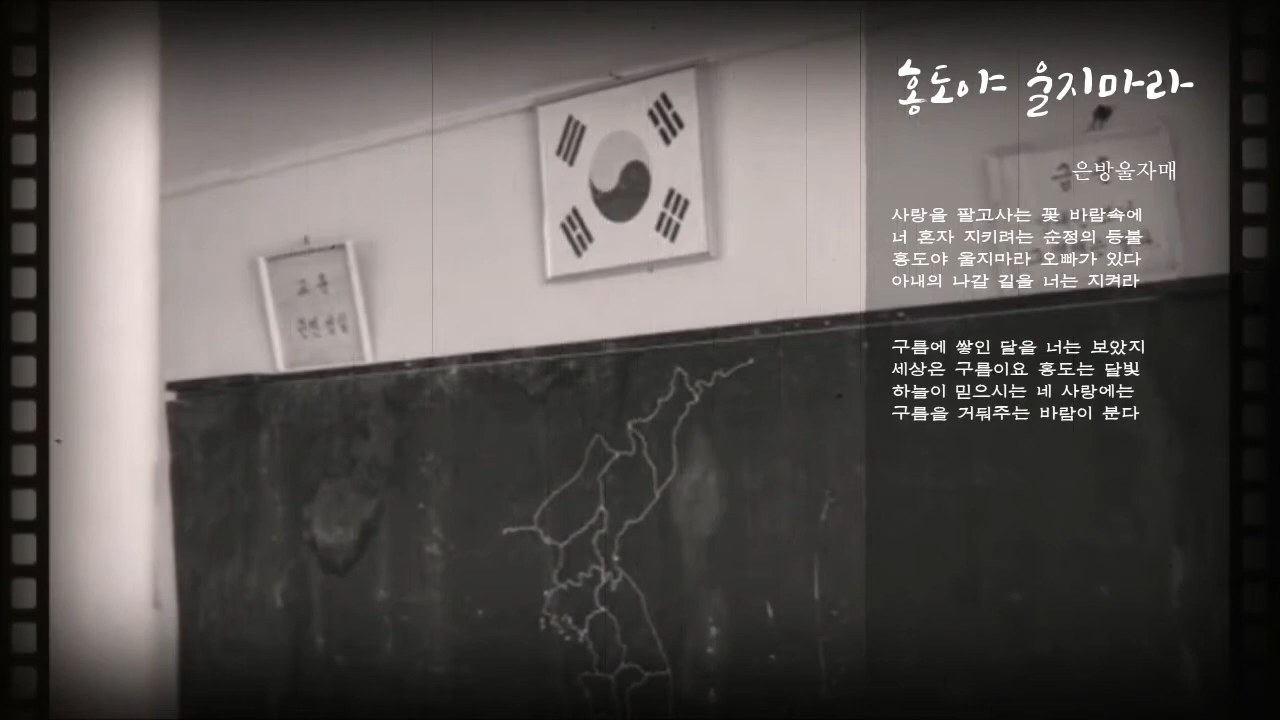 홍도야 울지마라
은방울자매
사랑을 팔고사는 꽃 바람속에
너 혼자 지키려는 순정의 등불
홍도야 울지마라 오빠가 있다
아내의 나갈 길을 너는 지켜라
구름에 쌓인 달을 너는 보았지
세상은 구름이요 홍도는 달빛
하늘이 믿으시는 네 사랑에는
구름을 거둬주는 바람이 분다
교훈